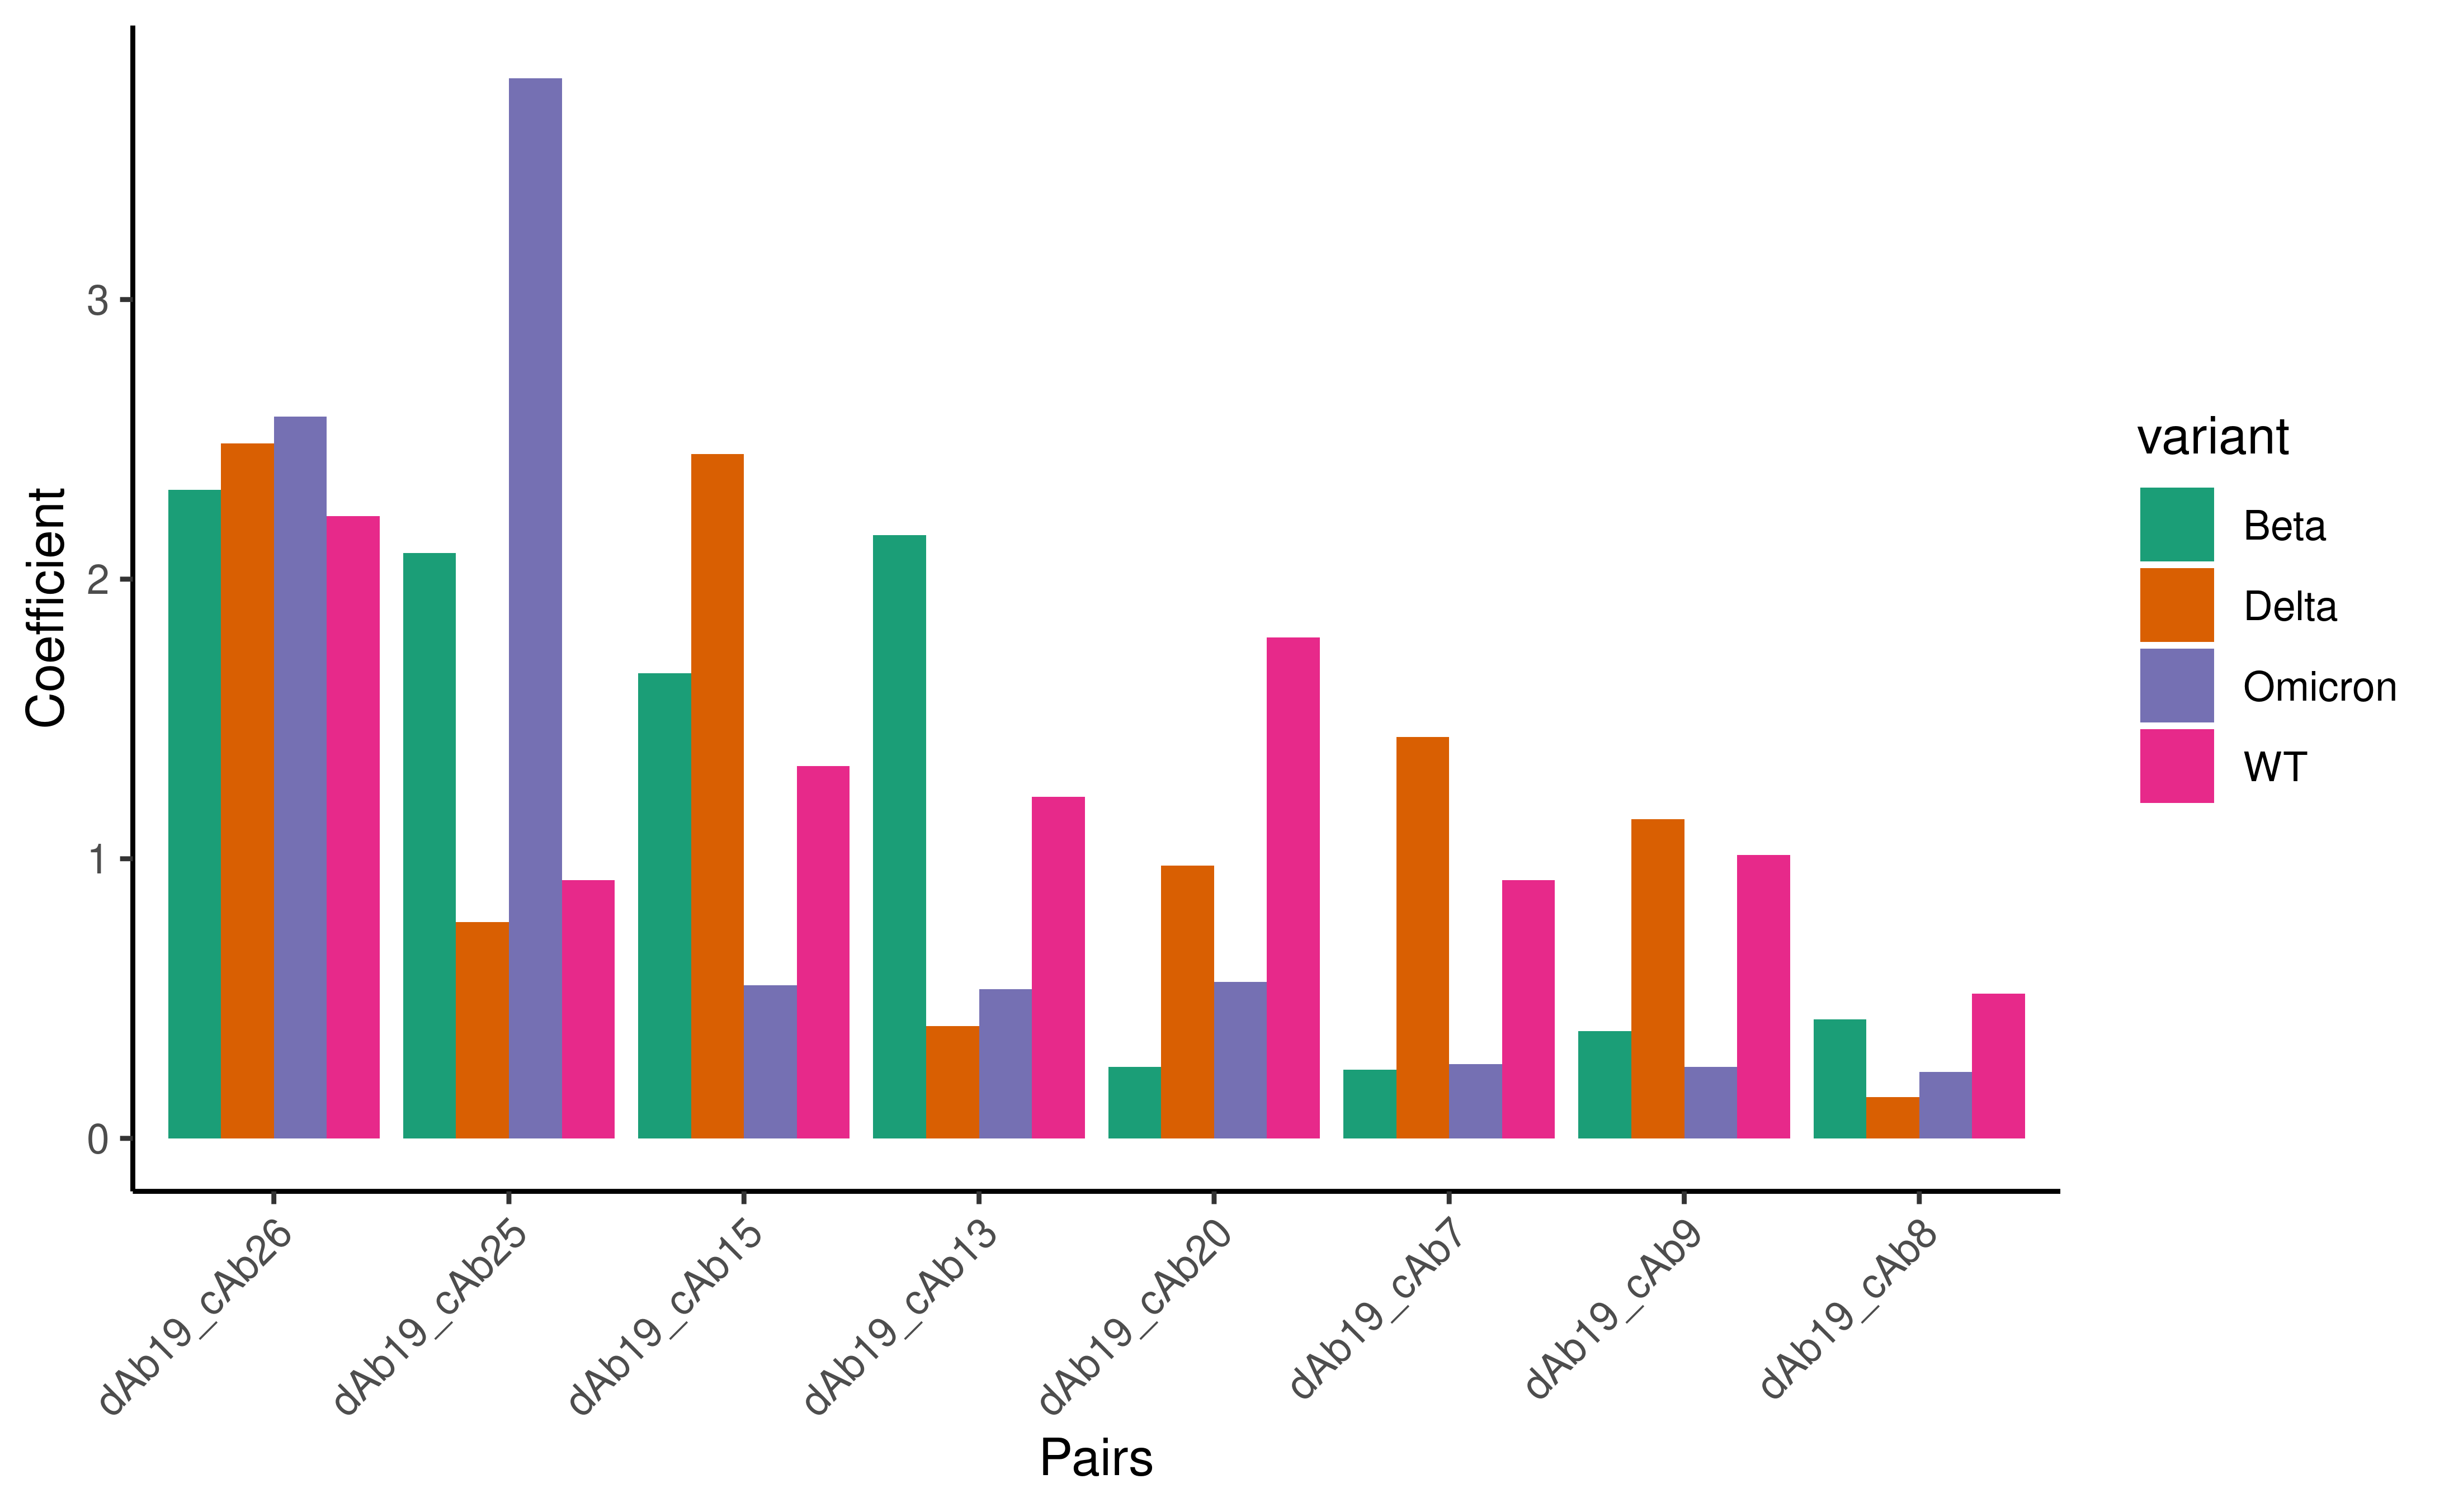 Coefficient
3
2
1
0
dAb19_cAb26
dAb19_cAb25
dAb19_cAb15
dAb19_cAb13
dAb19_cAb20
dAb19_cAb7
dAb19_cAb9
dAb19_cAb8
Pairs
variant
Beta
Delta
Omicron
WT